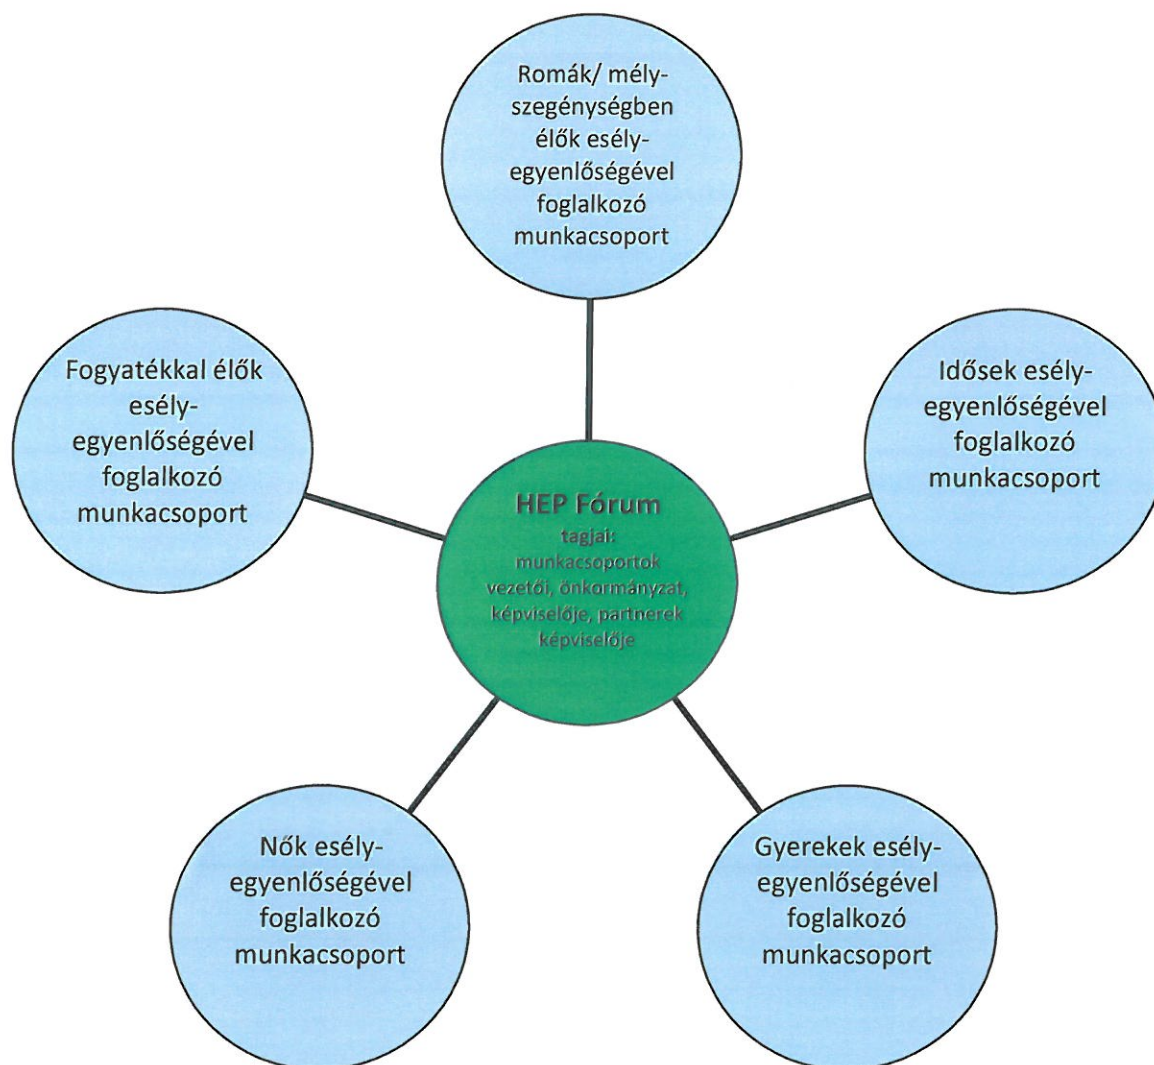 Romák/ mély-
szegénységben
élők esély-
egyenlőségével
foglalkozó
munkacsoport
Fogyatékkal élők
esély-
egyenlőségével
foglalkozó
munkacsoport
Idősek esély-
egyenlőségével
foglalkozó
munkacsoport
HEP Fórum
tagjai:
munkacsoportok
vezetői, önkormányzat,
képviselője, partnerek
képviselője
Nők esély-
egyenlőségével
foglalkozó
munkacsoport
Gyerekek esély-
egyenlőségével
foglalkozó
munkacsoport